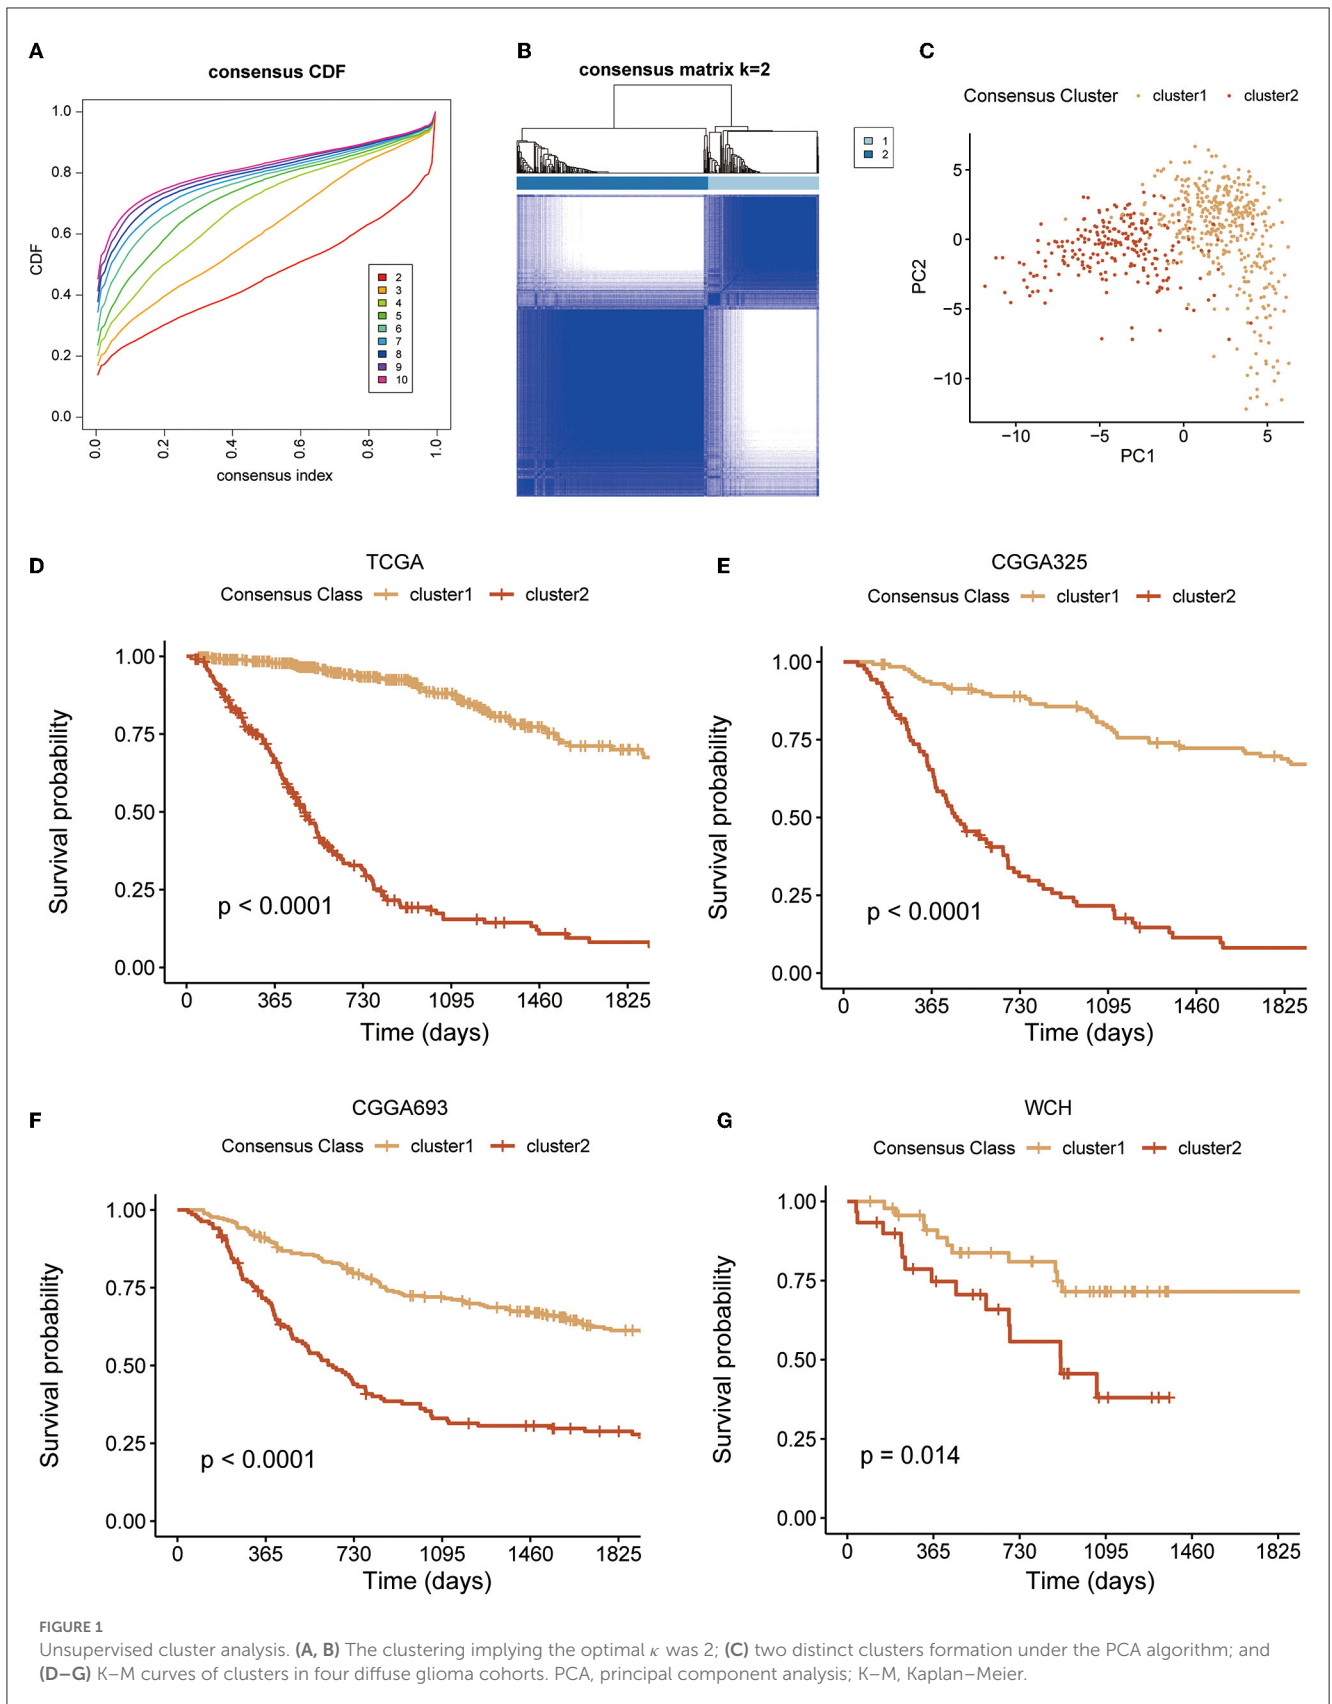 A
consensus CDF
1.0
0.8
0.6
0.4
0.2
0.0
CDF
2
3
4
5
6
7
8
9
10
0.0
0.2
0.4
0.6
0.8
1.0
consensus index
B
consensus matrix k=2
1
2
C
Consensus Cluster cluster1 cluster2
5
0
−5
−10
PC2
−10 −5 0 5
PC1
D
TCGA
Consensus Class cluster1 cluster2
1.00
0.75
0.50
0.25
0.00
Survival probability
p < 0.0001
0 365 730 1095 1460 1825
Time (days)
E
CGGA325
Consensus Class cluster1 cluster2
1.00
0.75
0.50
0.25
0.00
Survival probability
p < 0.0001
0 365 730 1095 1460 1825
Time (days)
F
CGGA693
Consensus Class cluster1 cluster2
1.00
0.75
0.50
0.25
0.00
Survival probability
p < 0.0001
0 365 730 1095 1460 1825
Time (days)
G
WCH
Consensus Class cluster1 cluster2
1.00
0.75
0.50
0.25
0.00
Survival probability
p = 0.014
0 365 730 1095 1460 1825
Time (days)
FIGURE 1
Unsupervised cluster analysis. (A, B) The clustering implying the optimal κ was 2; (C) two distinct clusters formation under the PCA algorithm; and
(D–G) K–M curves of clusters in four diffuse glioma cohorts. PCA, principal component analysis; K–M, Kaplan–Meier.